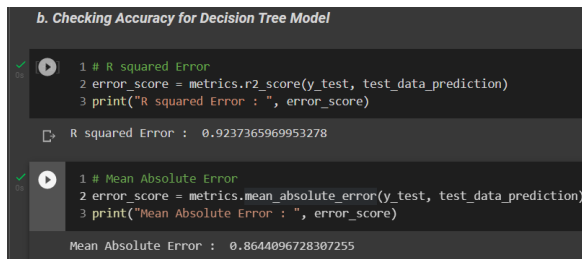 b. Checking Accuracy for Decision Tree Model
1 # R squared Error
2 error_score = metrics.r2_score(y_test, test_data_prediction)
3 print("R squared Error : ", error_score)
0s
R squared Error :  0.9237365969953278
1 # Mean Absolute Error
2 error_score = metrics.mean_absolute_error(y_test, test_data_prediction)
3 print("Mean Absolute Error : ", error_score)
0s
Mean Absolute Error :  0.8644096728307255